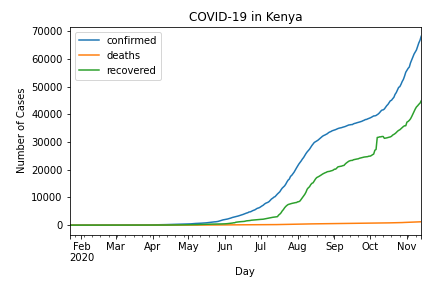 COVID-19 in Kenya
70000
60000
50000
40000
30000
20000
10000
0
Number of Cases
confirmed
deaths
recovered
Feb Mar Apr May Jun Jul Aug Sep Oct Nov
2020
Day